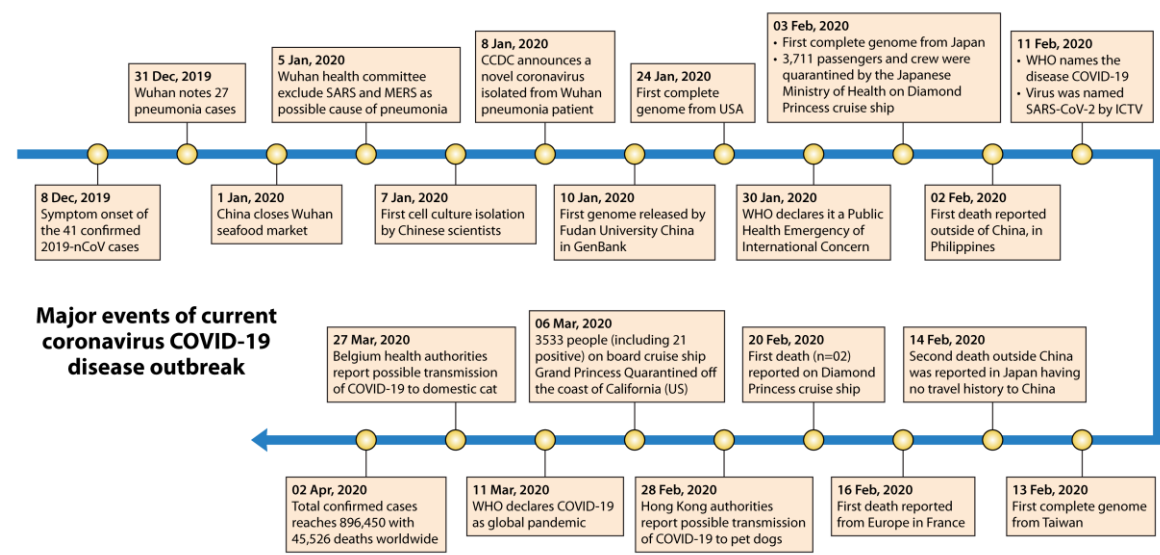 8 Dec, 2019
Symptom onset of
the 41 confirmed
2019-nCoV cases
31 Dec, 2019
Wuhan notes 27
pneumonia cases
1 Jan, 2020
China closes Wuhan
seafood market
5 Jan, 2020
Wuhan health committee
exclude SARS and MERS as
possible cause of pneumonia
7 Jan, 2020
First cell culture isolation
by Chinese scientists
8 Jan, 2020
CCDC announces a
novel coronavirus
isolated from Wuhan
pneumonia patient
10 Jan, 2020
First genome released by
Fudan University China
in GenBank
24 Jan, 2020
First complete
genome from USA
30 Jan, 2020
WHO declares it a Public
Health Emergency of
International Concern
03 Feb, 2020
• First complete genome from Japan
• 3,711 passengers and crew were
quarantined by the Japanese
Ministry of Health on Diamond
Princess cruise ship
02 Feb, 2020
First death reported
outside of China, in
Philippines
11 Feb, 2020
• WHO names the
disease COVID-19
• Virus was named
SARS-CoV-2 by ICTV
Major events of current
coronavirus COVID-19
disease outbreak
13 Feb, 2020
First complete genome
from Taiwan
14 Feb, 2020
Second death outside China
was reported in Japan having
no travel history to China
16 Feb, 2020
First death reported
from Europe in France
20 Feb, 2020
First death (n=02)
reported on Diamond
Princess cruise ship
28 Feb, 2020
Hong Kong authorities
report possible transmission
of COVID-19 to pet dogs
06 Mar, 2020
3533 people (including 21
positive) on board cruise ship
Grand Princess Quarantined off
the coast of California (US)
11 Mar, 2020
WHO declares COVID-19
as global pandemic
27 Mar, 2020
Belgium health authorities
report possible transmission
of COVID-19 to domestic cat
02 Apr, 2020
Total confirmed cases
reaches 896,450 with
45,526 deaths worldwide